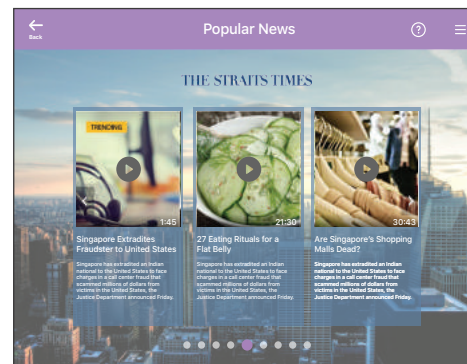 Popular News
?
Back
THE STRAITS TIMES
TRENDING
1:45
21:30
30:43
Singapore Extradites
Fraudster to United States
Singapore has extradited an Indian
national to the United States to face
charges in a call center fraud that
scammed millions of dollars from
victims in the United States, the
Justice Department announced Friday.
27 Eating Rituals for a
Flat Belly
Singapore has extradited an Indian
national to the United States to face
charges in a call center fraud that
scammed millions of dollars from
victims in the United States, the
Justice Department announced Friday.
Are Singapore's Shopping
Malls Dead?
Singapore has extradited an Indian
national to the United States to face
charges in a call center fraud that
scammed millions of dollars from
victims in the United States, the
Justice Department announced Friday.